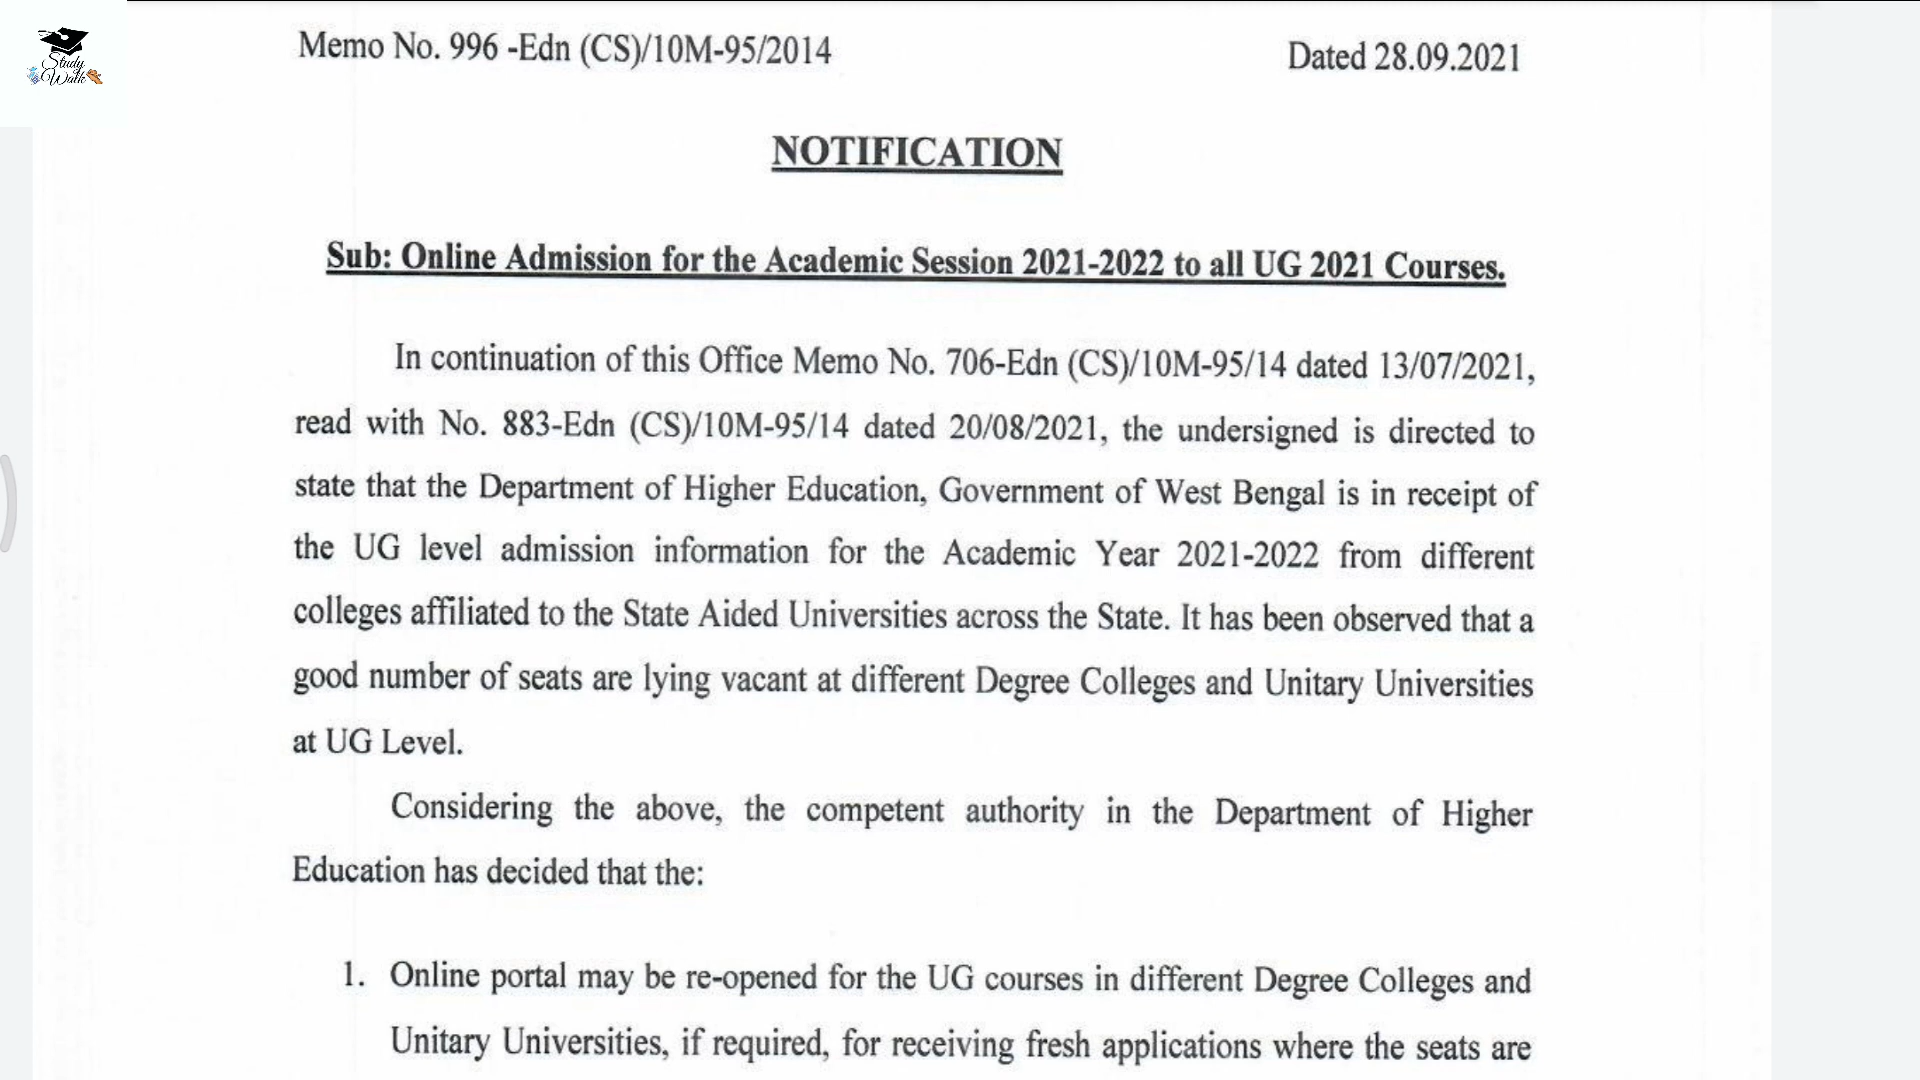 Study
Walk
Memo No. 996 -Edn (CS)/10M-95/2014 Dated 28.09.2021
NOTIFICATION
Sub: Online Admission for the Academic Session 2021-2022 to all UG 2021 Courses.
In continuation of this Office Memo No. 706-Edn (CS)/10M-95/14 dated 13/07/2021,
read with No. 883-Edn (CS)/10M-95/14 dated 20/08/2021, the undersigned is directed to
state that the Department of Higher Education, Government of West Bengal is in receipt of
the UG level admission information for the Academic Year 2021-2022 from different
colleges affiliated to the State Aided Universities across the State. It has been observed that a
good number of seats are lying vacant at different Degree Colleges and Unitary Universities
at UG Level.
Considering the above, the competent authority in the Department of Higher
Education has decided that the:
1. Online portal may be re-opened for the UG courses in different Degree Colleges and
Unitary Universities, if required, for receiving fresh applications where the seats are